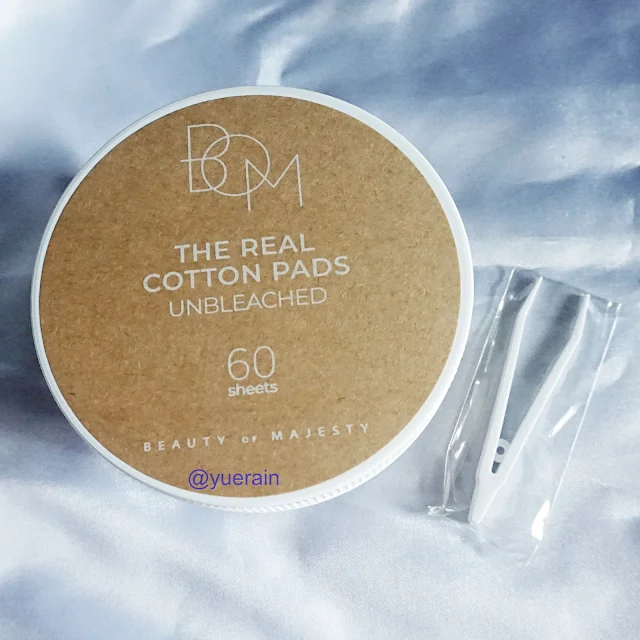 BOM
THE REAL
COTTON PADS
UNBLEACHED
60
sheets
BEAUTY OF MAJESTY
@yuerain